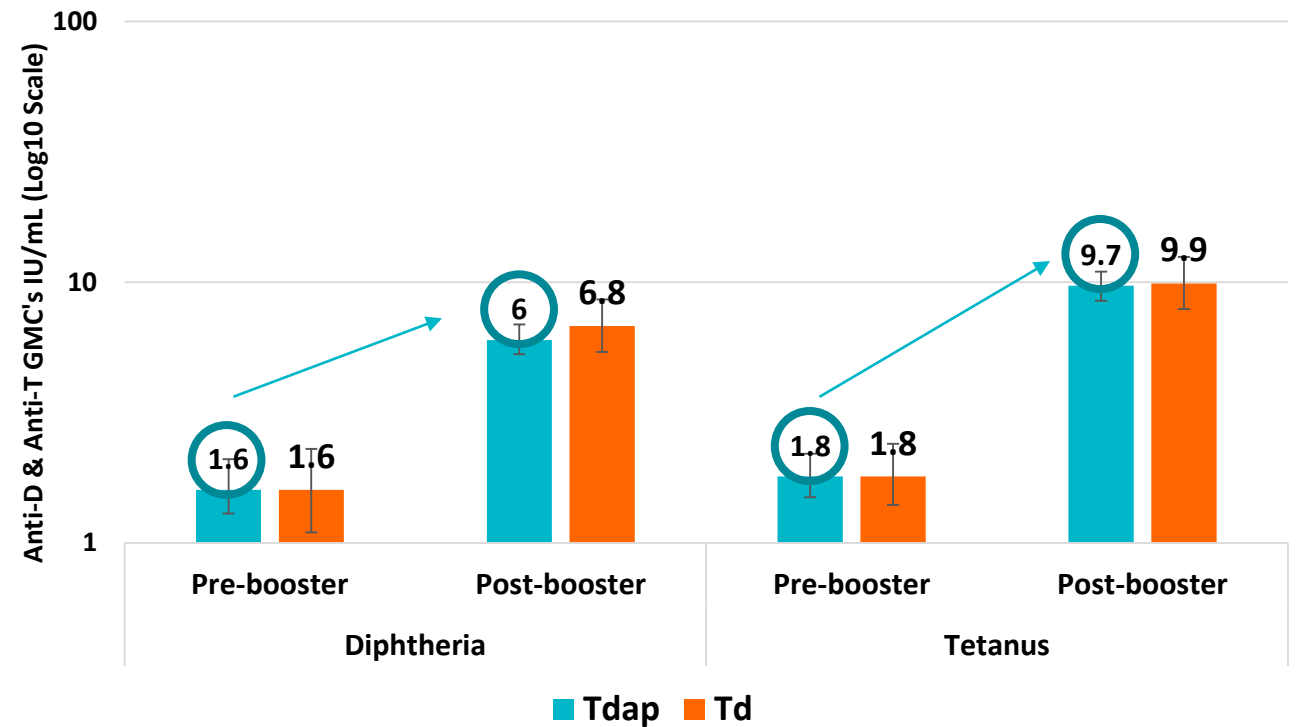 Anti-D & Anti-T GMC's IU/mL (Log10 Scale)
100
10
1
1.6
1.6
6
6.8
1.8
1.8
9.7
9.9
Pre-booster
Post-booster
Pre-booster
Post-booster
Diphtheria
Tetanus
Tdap
Td